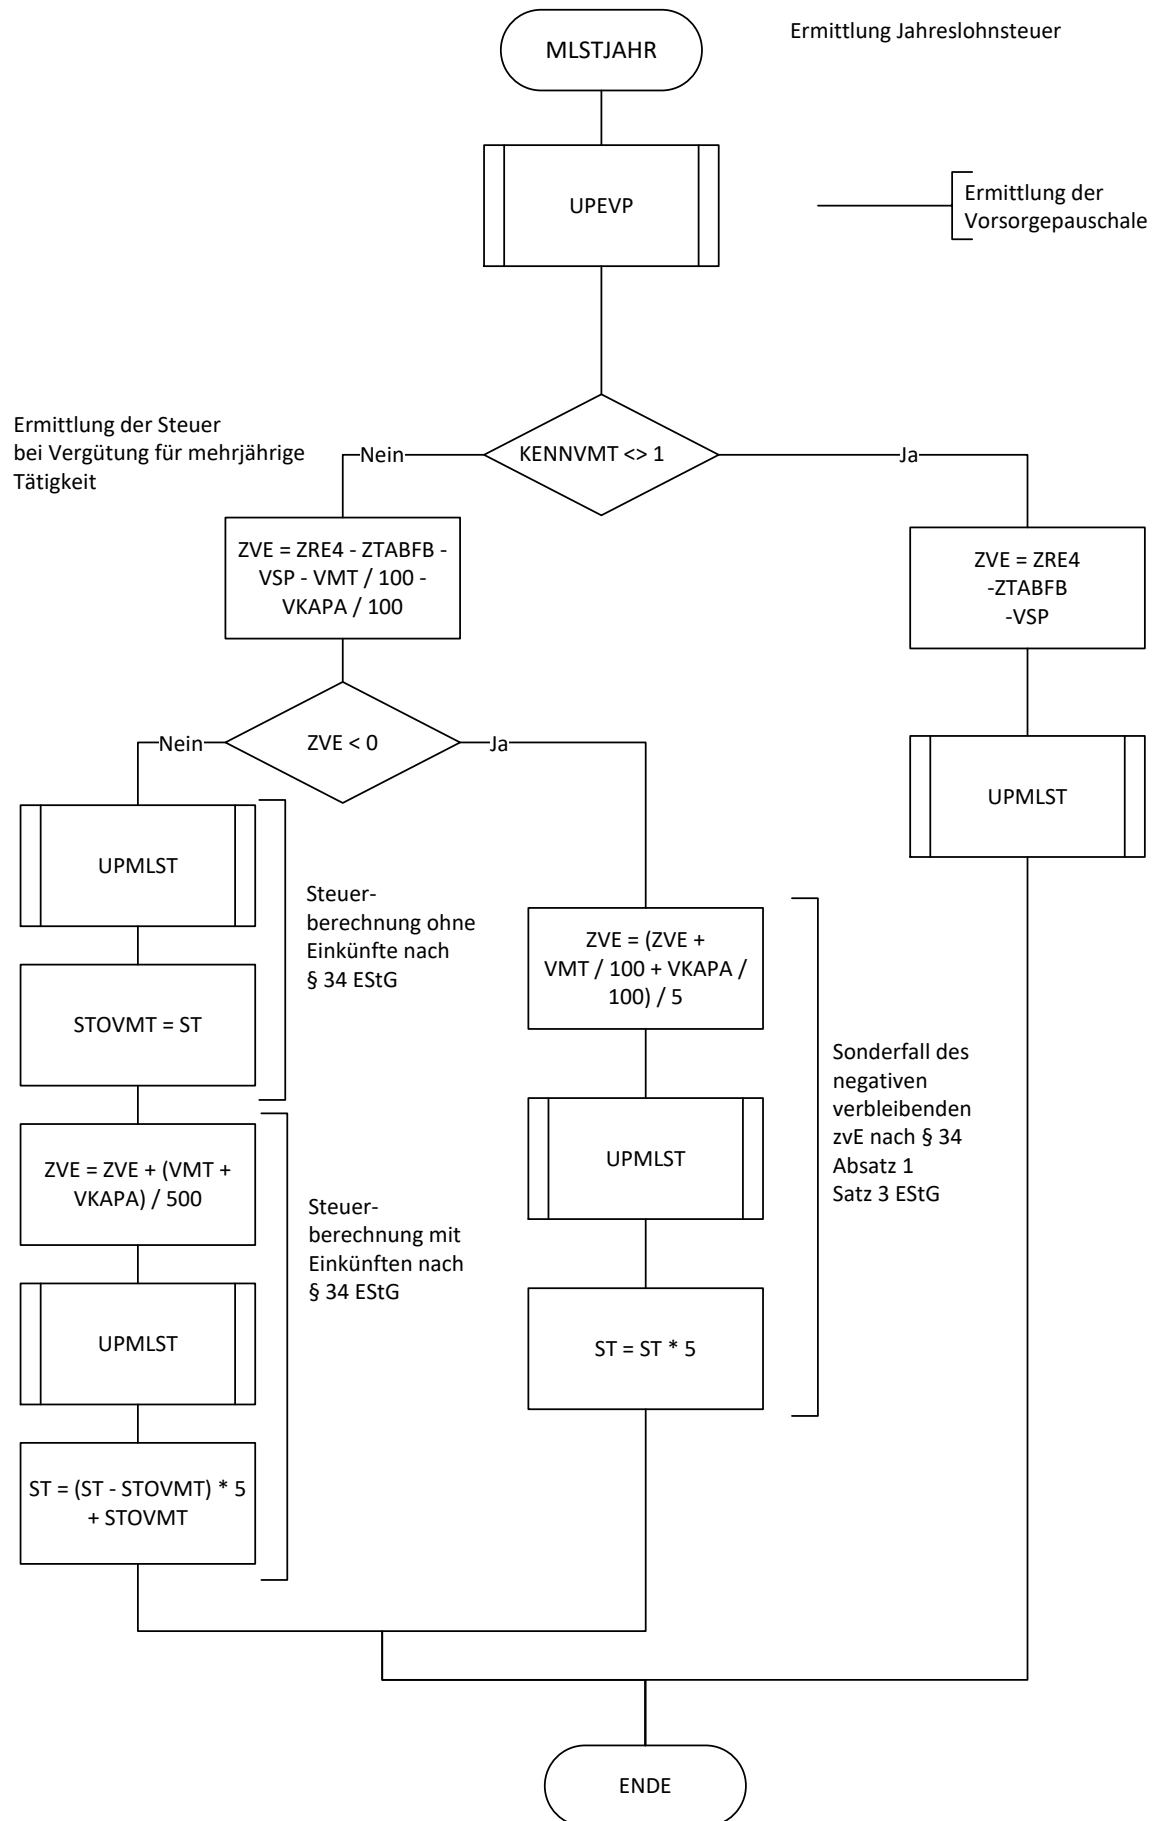 MLSTJAHR
Ermittlung Jahreslohnsteuer
UPEVP
Ermittlung der
Vorsorgepauschale
Ermittlung der Steuer
bei Vergütung für mehrjährige
Tätigkeit
Nein
KENNVMT <> 1
Ja
ZVE = ZRE4 - ZTABFB -
VSP - VMT / 100 -
VKAPA / 100
ZVE = ZRE4
-ZTABFB
-VSP
Nein
ZVE < 0
Ja
UPMLST
UPMLST
Steuer-
berechnung ohne
Einkünfte nach
§ 34 EStG
STOVMT = ST
ZVE = (ZVE +
VMT / 100 + VKAPA /
100) / 5
Sonderfall des
negativen
verbleibenden
zvE nach § 34
Absatz 1
Satz 3 EStG
ZVE = ZVE + (VMT +
VKAPA) / 500
UPMLST
Steuer-
berechnung mit
Einkünften nach
§ 34 EStG
UPMLST
ST = ST * 5
ST = (ST - STOVMT) * 5
+ STOVMT
ENDE